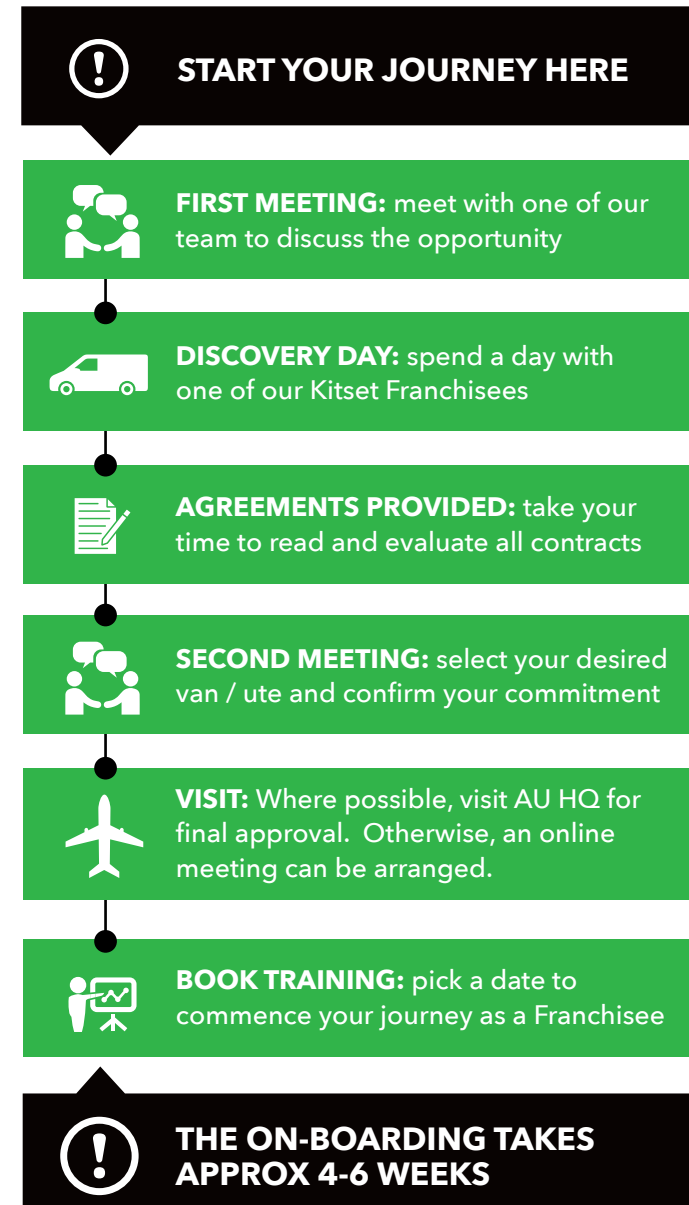 START YOUR JOURNEY HERE
FIRST MEETING: meet with one of our
team to discuss the opportunity
DISCOVERY DAY: spend a day with
one of our Kitset Franchisees
AGREEMENTS PROVIDED: take your
time to read and evaluate all contracts
SECOND MEETING: select your desired
van / ute and confirm your commitment
VISIT: Where possible, visit AU HQ for
final approval.  Otherwise, an online
meeting can be arranged.
BOOK TRAINING: pick a date to
commence your journey as a Franchisee
THE ON-BOARDING TAKES
APPROX 4-6 WEEKS